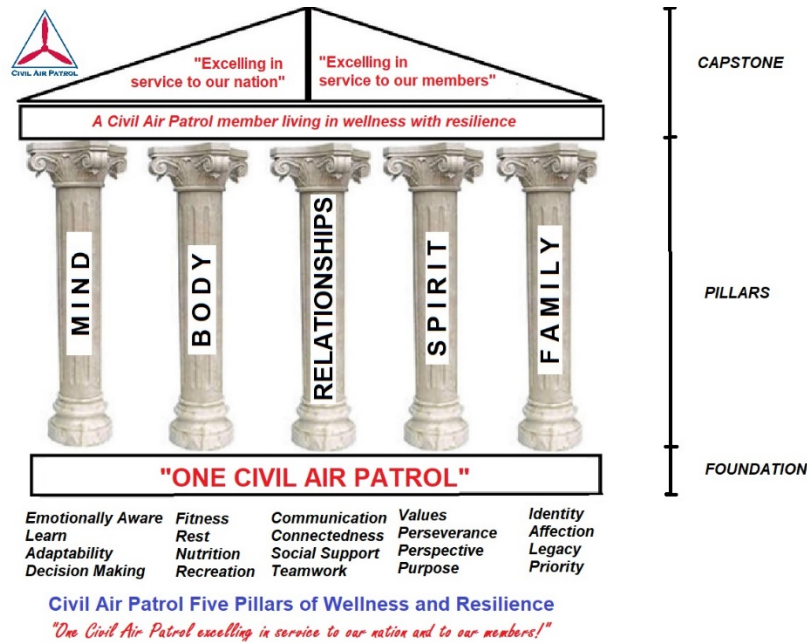 CIVIL AIR PATROL
"Excelling in
service to our nation"
"Excelling in
service to our members"
CAPSTONE
A Civil Air Patrol member living in wellness with resilience
MIND
BODY
RELATIONSHIPS
SPIRIT
FAMILY
PILLARS
"ONE CIVIL AIR PATROL"
FOUNDATION
Emotionally Aware
Learn
Adaptability
Decision Making
Fitness
Rest
Nutrition
Recreation
Communication
Connectedness
Social Support
Teamwork
Values
Perseverance
Perspective
Purpose
Identity
Affection
Legacy
Priority
Civil Air Patrol Five Pillars of Wellness and Resilience
"One Civil Air Patrol excelling in service to our nation and to our members!"